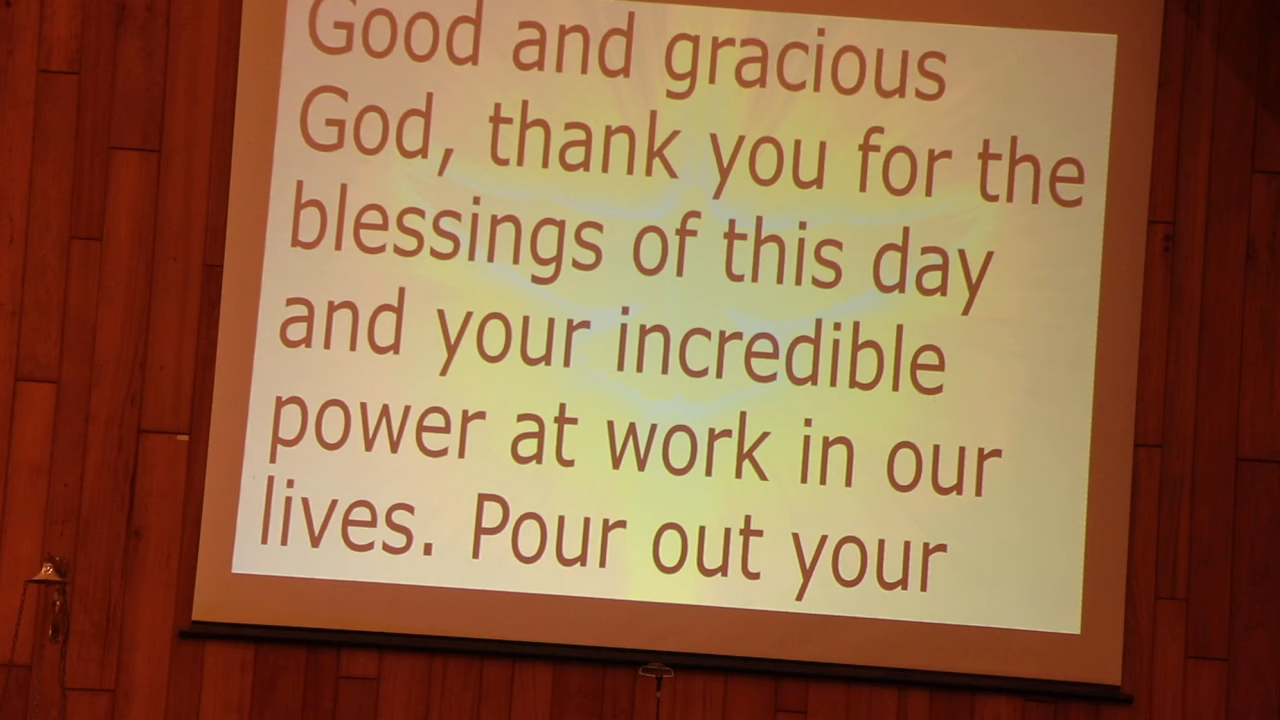 Good and gracious
God, thank you for the
blessings of this day
and your incredible
power at work in our
lives. Pour out your